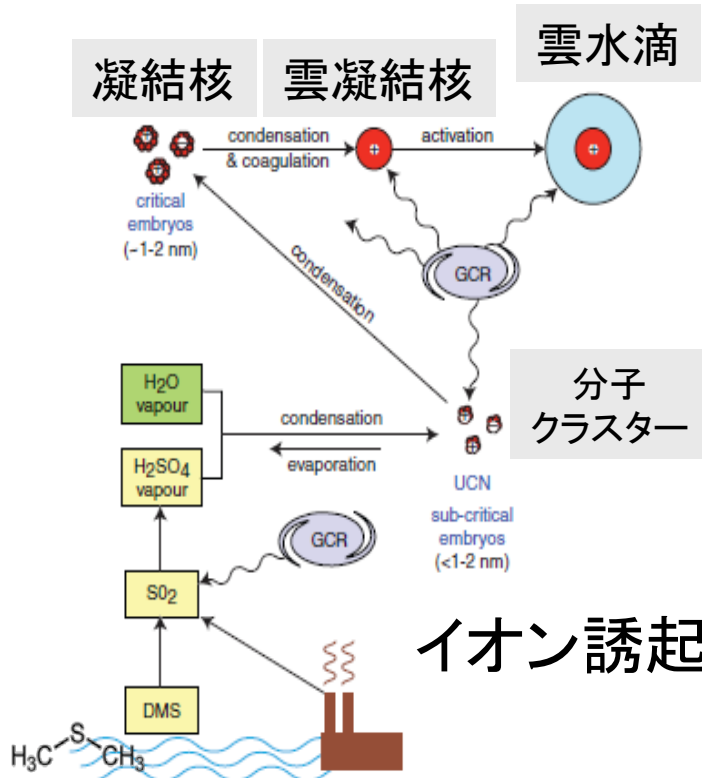 凝結核
雲凝結核
雲水滴
condensation
& coagulation
activation
critical
embryos
(~1-2 nm)
GCR
condensation
H2O
vapour
分子
クラスター
condensation
evaporation
H2SO4
vapour
UCN
sub-critical
embryos
(<1-2 nm)
GCR
SO2
イオン誘起
DMS
S
H3C
CH3